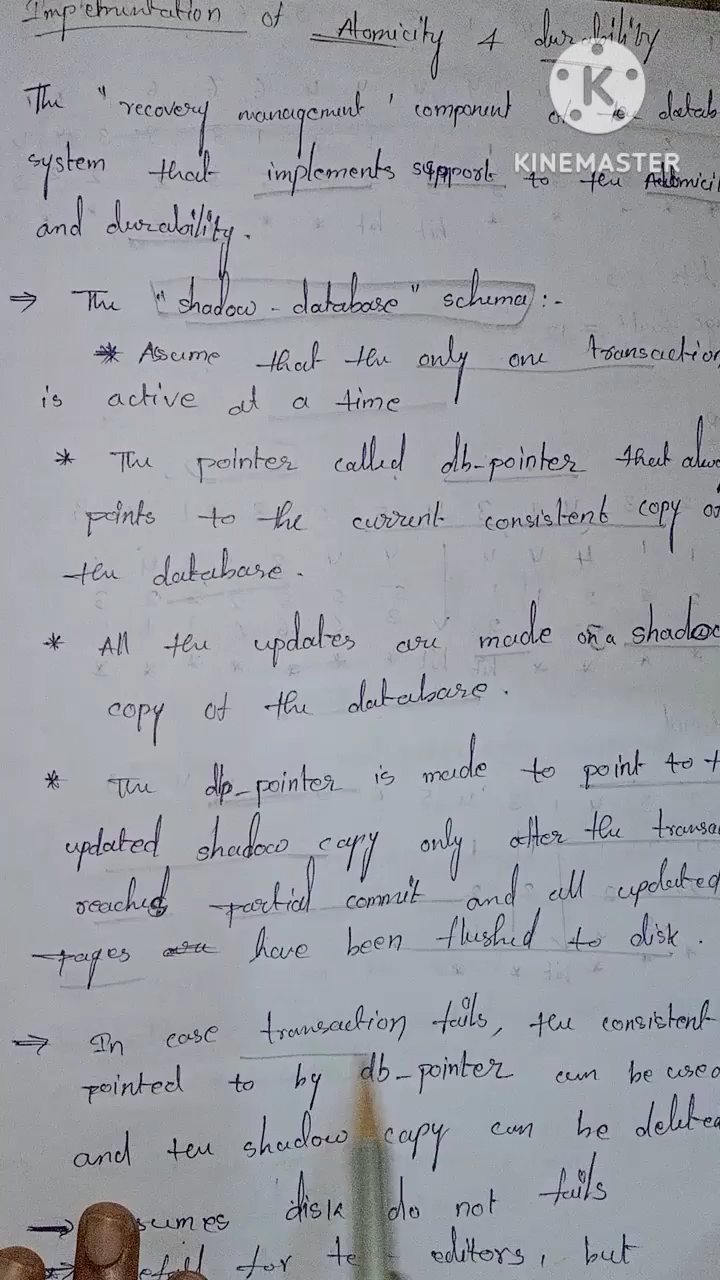 Implementation of Atomicity & durability
KINEMASTER
The "recovery management' component of the datab
system that implements support to the Atomici
and durability.
⇒ The "shadow-database" schema:-
* Assume that the only one transaction
is active at a time
* The pointer called db-pointer that alwa
points to the current consistent copy of
the database.
* All the updates are made on a shadow
copy of the database.
* The dp-pointer is made to point to t
updated shadow copy only after the transa
reaches partial commit and all updated
pages have been flushed to disk.
⇒ In case transaction fails, the consistent
pointed to by db-pointer can be used
and the shadow copy can be delete
→ sumes disk do not fails
for te editors, but